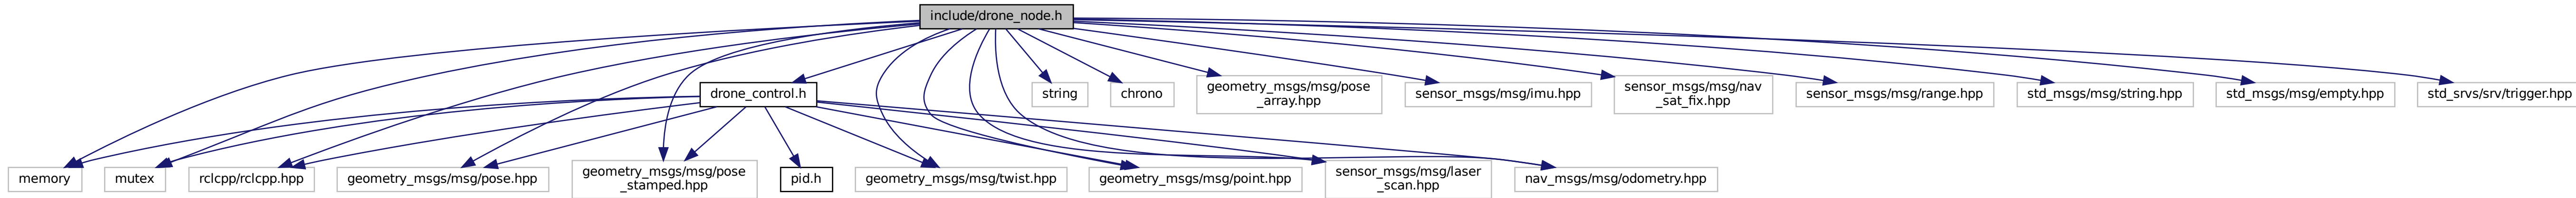 include/drone_node.h
drone_control.h
string
chrono
geometry_msgs/msg/pose
_array.hpp
sensor_msgs/msg/imu.hpp
sensor_msgs/msg/nav
_sat_fix.hpp
sensor_msgs/msg/range.hpp
std_msgs/msg/string.hpp
std_msgs/msg/empty.hpp
std_srvs/srv/trigger.hpp
memory
mutex
rclcpp/rclcpp.hpp
geometry_msgs/msg/pose.hpp
geometry_msgs/msg/pose
_stamped.hpp
pid.h
geometry_msgs/msg/twist.hpp
geometry_msgs/msg/point.hpp
sensor_msgs/msg/laser
_scan.hpp
nav_msgs/msg/odometry.hpp